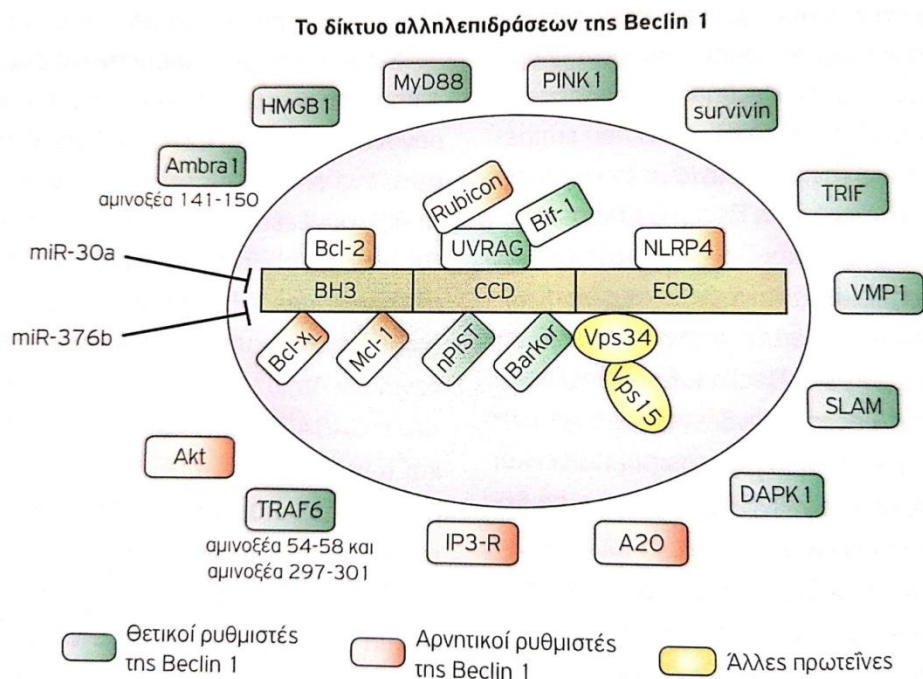 Το δίκτυο αλληλεπιδράσεων της Beclin 1
HMGB1
MyD88
PINK1
survivin
Ambra1
αμινοξέα 141-150
TRIF
Rubicon
Bif-1
miR-30a
Bcl-2
UVRAG
NLRP4
BH3
CCD
ECD
VMP1
miR-376b
Bcl-xL
Mcl-1
nPIST
Barkor
Vps34
Vps15
SLAM
Akt
DAPK1
TRAF6
αμινοξέα 54-58 και
αμινοξέα 297-301
IP3-R
A20
Θετικοί ρυθμιστές
της Beclin 1
Αρνητικοί ρυθμιστές
της Beclin 1
Άλλες πρωτεΐνες